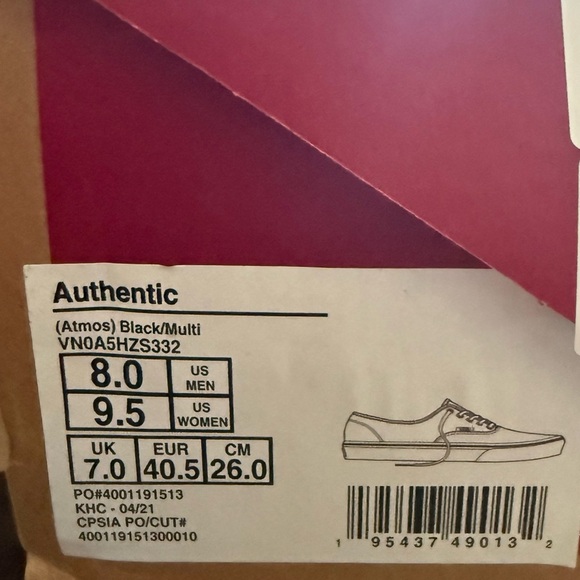 Authentic
(Atmos) Black/Multi
VN0A5HZS332
8.0 US MEN
9.5 US WOMEN
UK EUR CM
7.0 40.5 26.0
PO#4001191513
KHC - 04/21
CPSIA PO/CUT#
400119151300010
1 95437 49013 2